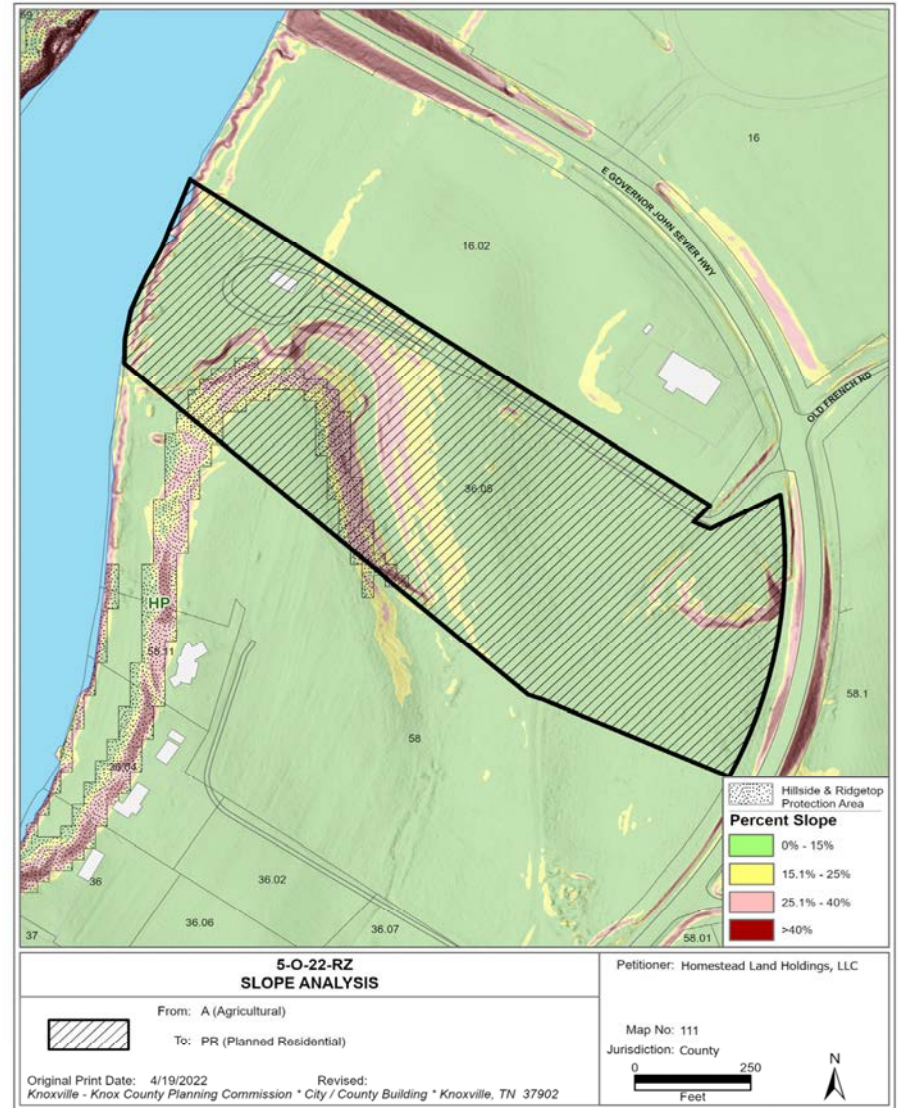 59
16
E GOVERNOR JOHN SEVIER HWY
16.02
OLD FRENCH RD
36.05
HP
58.11
58.1
58
36.04
36
36.02
36.06
36.07
37
58.01
Hillside & Ridgetop
Protection Area
Percent Slope
0% - 15%
15.1% - 25%
25.1% - 40%
>40%
5-O-22-RZ
SLOPE ANALYSIS
From: A (Agricultural)
To: PR (Planned Residential)
Original Print Date: 4/19/2022 Revised:
Knoxville - Knox County Planning Commission * City / County Building * Knoxville, TN 37902
Petitioner: Homestead Land Holdings, LLC
Map No: 111
Jurisdiction: County
0 250
Feet
N